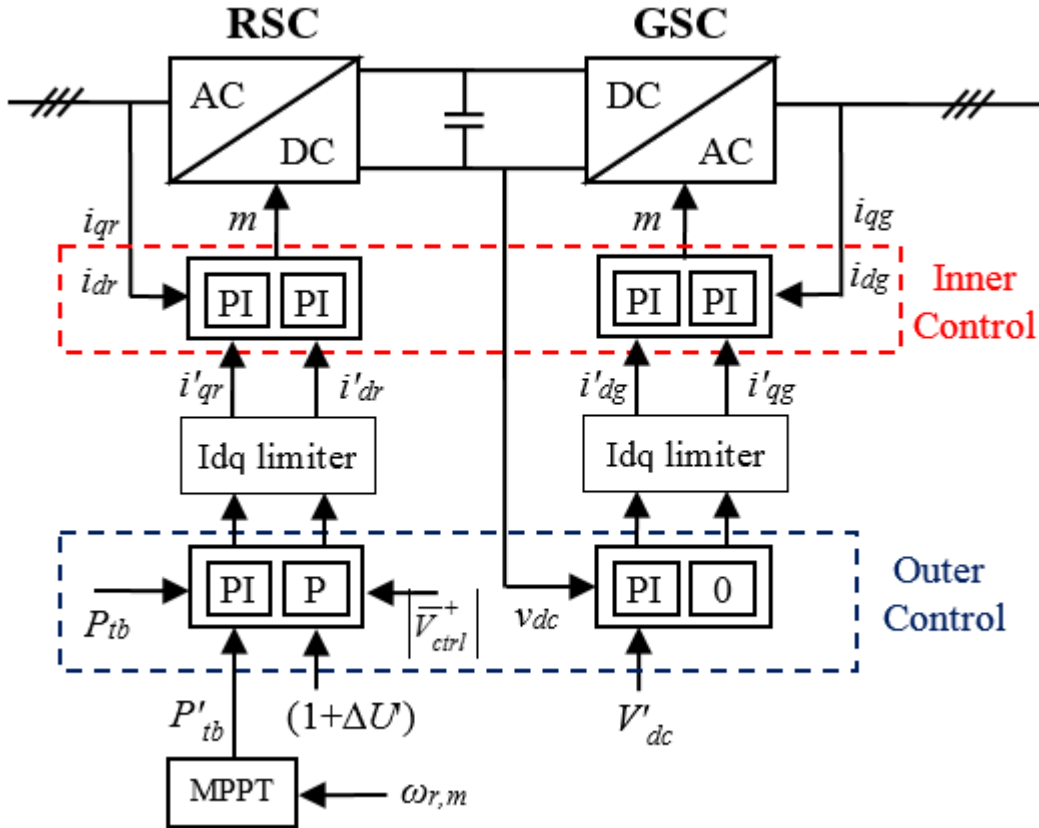 RSC
GSC
AC
DC
DC
AC
iqr
m
m
iqg
idr
PI
PI
PI
PI
idg
Inner
Control
i'qr
i'dr
i'dg
i'qg
Idq limiter
Idq limiter
Ptb
PI
P
|V̅⁺ctrl|
vdc
PI
0
Outer
Control
P'tb
(1+ΔU')
V'dc
MPPT
ωr,m